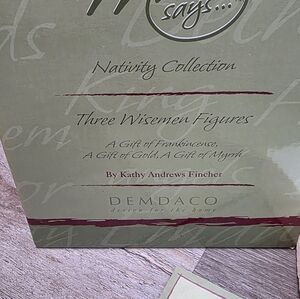 says...
Nativity Collection
Three Wisemen Figures
A Gift of Frankincense,
A Gift of Gold, A Gift of Myrrh
By Kathy Andrews Fincher
DEMDACO
design for the home